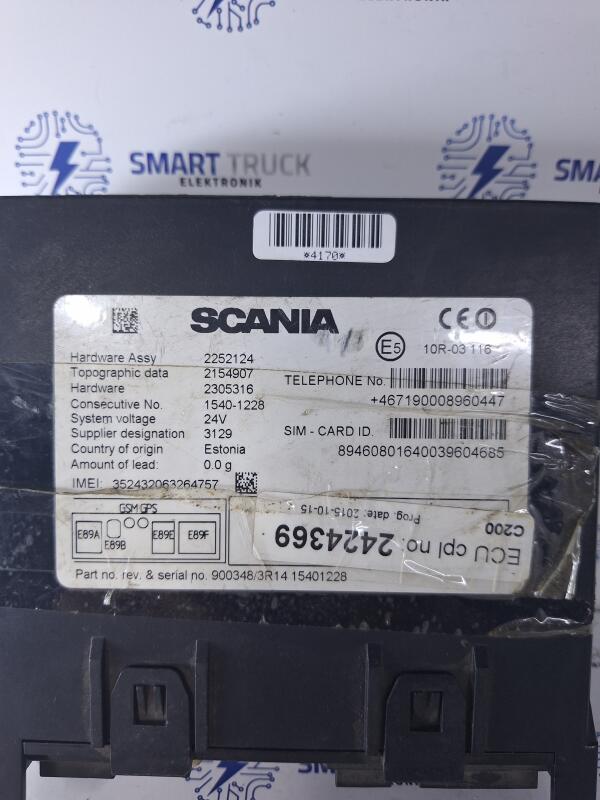 SMART TRUCK
ELEKTRONIK
*4170*
SCANIA
CE
E5
10R-03 116
Hardware Assy 2252124
Topographic data 2154907
Hardware 2305316
Consecutive No. 1540-1228
System voltage 24V
Supplier designation 3129
Country of origin Estonia
Amount of lead: 0.0 g
IMEI: 352432063264757
TELEPHONE No.
+467190008960447
SIM - CARD ID.
89460801640039604685
GSM GPS
E89A
E89B
E89E
E89F
C200
ECU cpl no: 2424369
Prog. date: 2015-10-15
Part no. rev. & serial no. 900348/3R14 15401228
SMART TRUCK